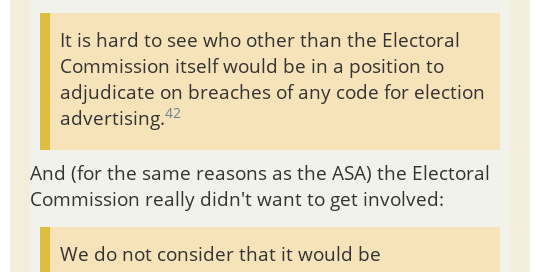 It is hard to see who other than the Electoral
Commission itself would be in a position to
adjudicate on breaches of any code for election
advertising.42
And (for the same reasons as the ASA) the Electoral
Commission really didn't want to get involved:
We do not consider that it would be